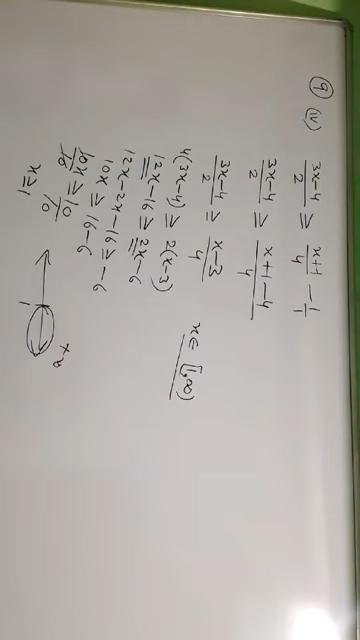 9 (iv) (3x-4)/2 ≥ (x+1)/4 - 1/1
(3x-4)/2 ≥ (x+1-4)/4
(3x-4)/2 ≥ (x-3)/4
4(3x-4) ≥ 2(x-3)
12x-16 ≥ 2x-6
12x-2x-16 ≥ -6
10x ≥ 16-6
10x/10 ≥ 10/10
x ≥ 1
1
x ∈ [1,∞)